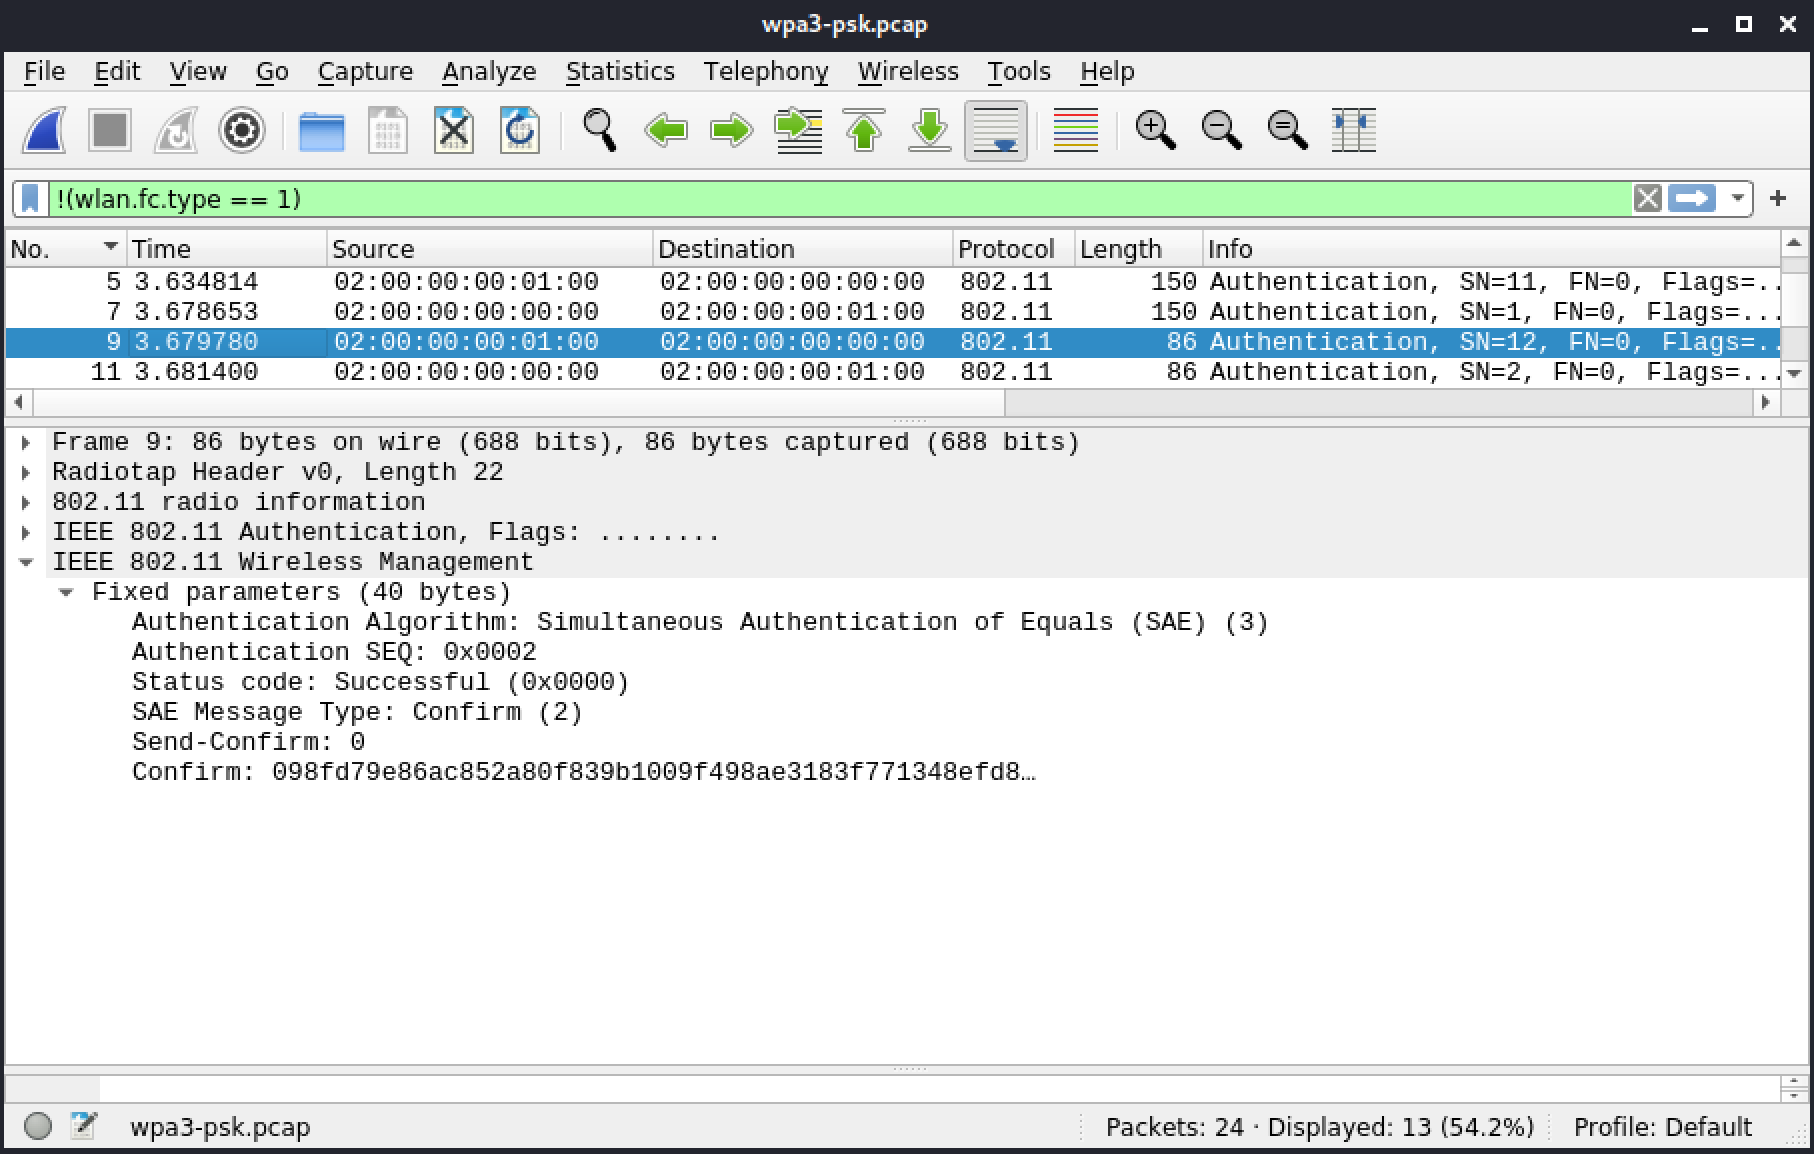 wpa3-psk.pcap
File Edit View Go Capture Analyze Statistics Telephony Wireless Tools Help
!(wlan.fc.type == 1)
No. Time Source Destination Protocol Length Info
5 3.634814 02:00:00:00:01:00 02:00:00:00:00:00 802.11 150 Authentication, SN=11, FN=0, Flags=..
7 3.678653 02:00:00:00:00:00 02:00:00:00:01:00 802.11 150 Authentication, SN=1, FN=0, Flags=...
9 3.679780 02:00:00:00:01:00 02:00:00:00:00:00 802.11 86 Authentication, SN=12, FN=0, Flags=..
11 3.681400 02:00:00:00:00:00 02:00:00:00:01:00 802.11 86 Authentication, SN=2, FN=0, Flags=...
Frame 9: 86 bytes on wire (688 bits), 86 bytes captured (688 bits)
Radiotap Header v0, Length 22
802.11 radio information
IEEE 802.11 Authentication, Flags: ........
IEEE 802.11 Wireless Management
Fixed parameters (40 bytes)
Authentication Algorithm: Simultaneous Authentication of Equals (SAE) (3)
Authentication SEQ: 0x0002
Status code: Successful (0x0000)
SAE Message Type: Confirm (2)
Send-Confirm: 0
Confirm: 098fd79e86ac852a80f839b1009f498ae3183f771348efd8…
wpa3-psk.pcap Packets: 24 · Displayed: 13 (54.2%) Profile: Default